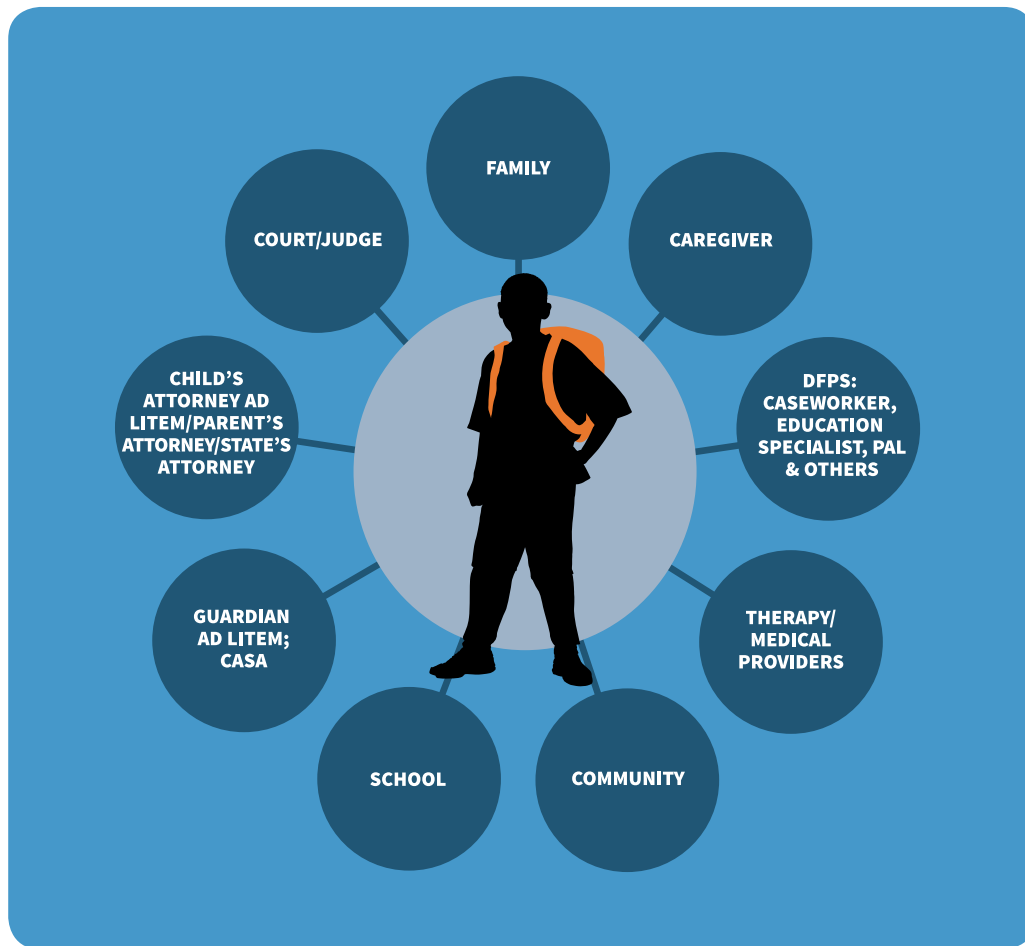 FAMILY
CAREGIVER
DFPS:
CASEWORKER,
EDUCATION
SPECIALIST, PAL
& OTHERS
THERAPY/
MEDICAL
PROVIDERS
COMMUNITY
SCHOOL
GUARDIAN
AD LITEM;
CASA
CHILD’S
ATTORNEY AD
LITEM/PARENT’S
ATTORNEY/STATE’S
ATTORNEY
COURT/JUDGE